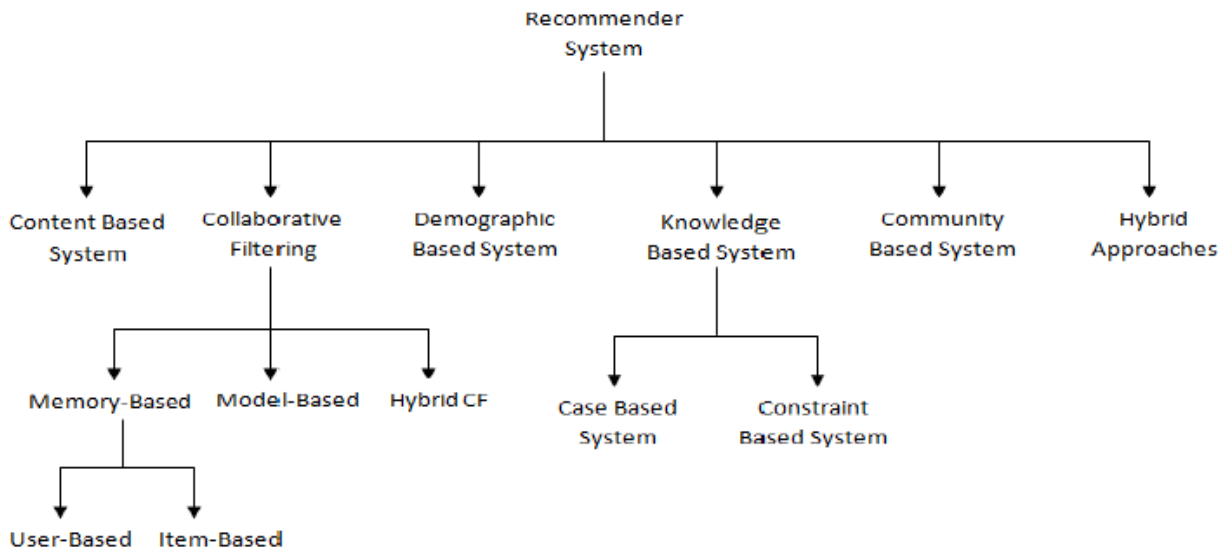 Recommender
System
Content Based
System
Collaborative
Filtering
Demographic
Based System
Knowledge
Based System
Community
Based System
Hybrid
Approaches
Memory-Based
Model-Based
Hybrid CF
Case Based
System
Constraint
Based System
User-Based
Item-Based